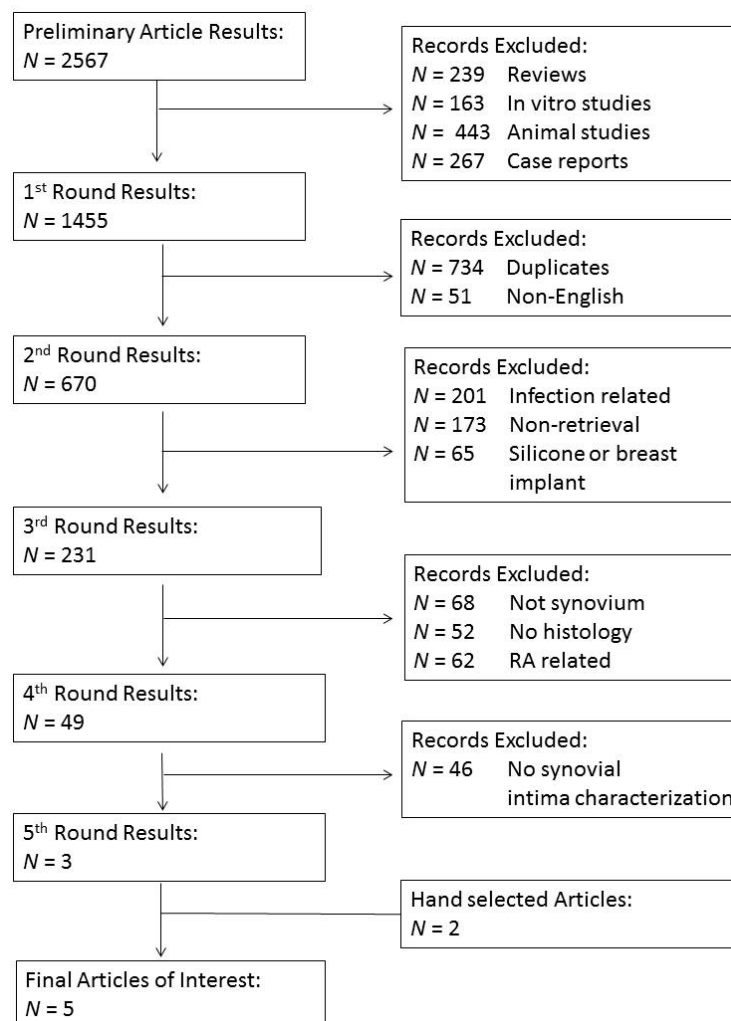 Preliminary Article Results:
N = 2567
Records Excluded:
N = 239 Reviews
N = 163 In vitro studies
N = 443 Animal studies
N = 267 Case reports
1st Round Results:
N = 1455
Records Excluded:
N = 734 Duplicates
N = 51 Non-English
2nd Round Results:
N = 670
Records Excluded:
N = 201 Infection related
N = 173 Non-retrieval
N = 65 Silicone or breast
implant
3rd Round Results:
N = 231
Records Excluded:
N = 68 Not synovium
N = 52 No histology
N = 62 RA related
4th Round Results:
N = 49
Records Excluded:
N = 46 No synovial
intima characterization
5th Round Results:
N = 3
Hand selected Articles:
N = 2
Final Articles of Interest:
N = 5